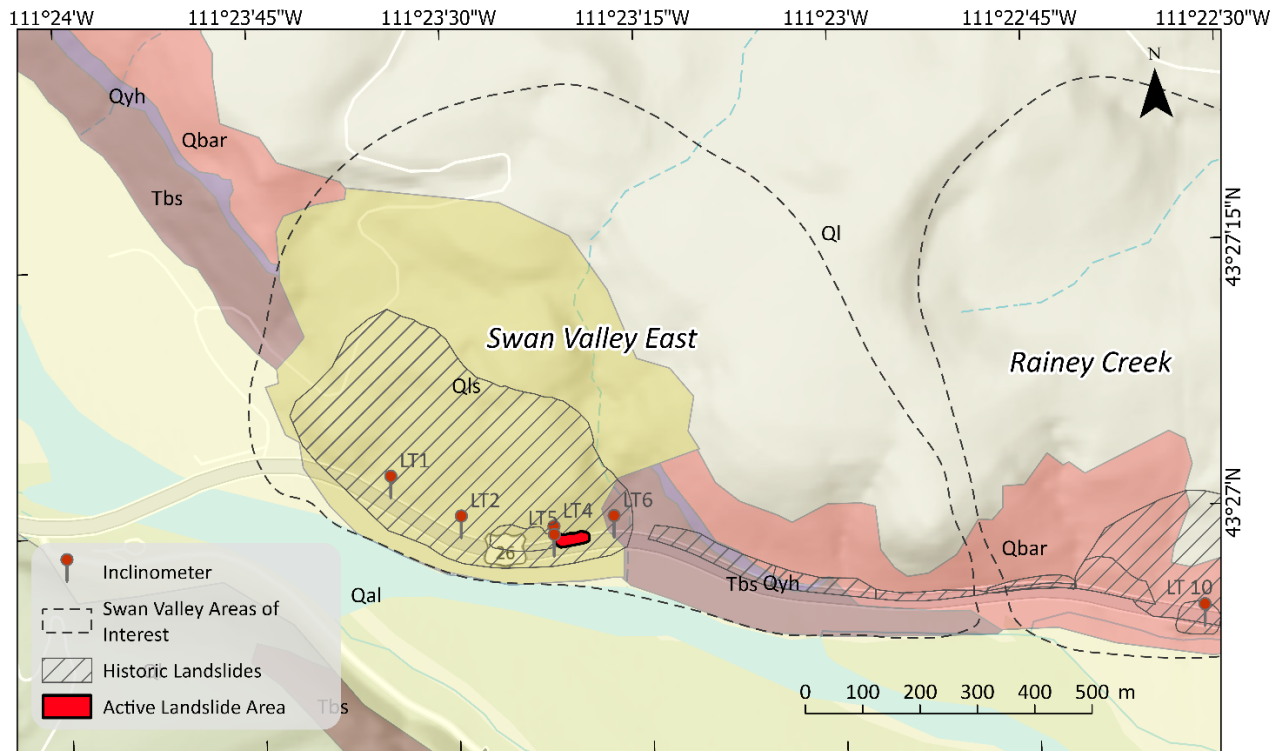 111°24'W 111°23'45"W 111°23'30"W 111°23'15"W 111°23'W 111°22'45"W 111°22'30"W
N
Qyh
Qbar
Tbs
Ql
43°27'15"N
Swan Valley East
Rainey Creek
Qls
LT1
LT2
LT5
LT4
LT6
43°27'N
26
Qbar
Tbs Qyh
LT 10
Qal
Inclinometer
Swan Valley Areas of
Interest
Historic Landslides
Active Landslide Area
Tbs
0 100 200 300 400 500 m